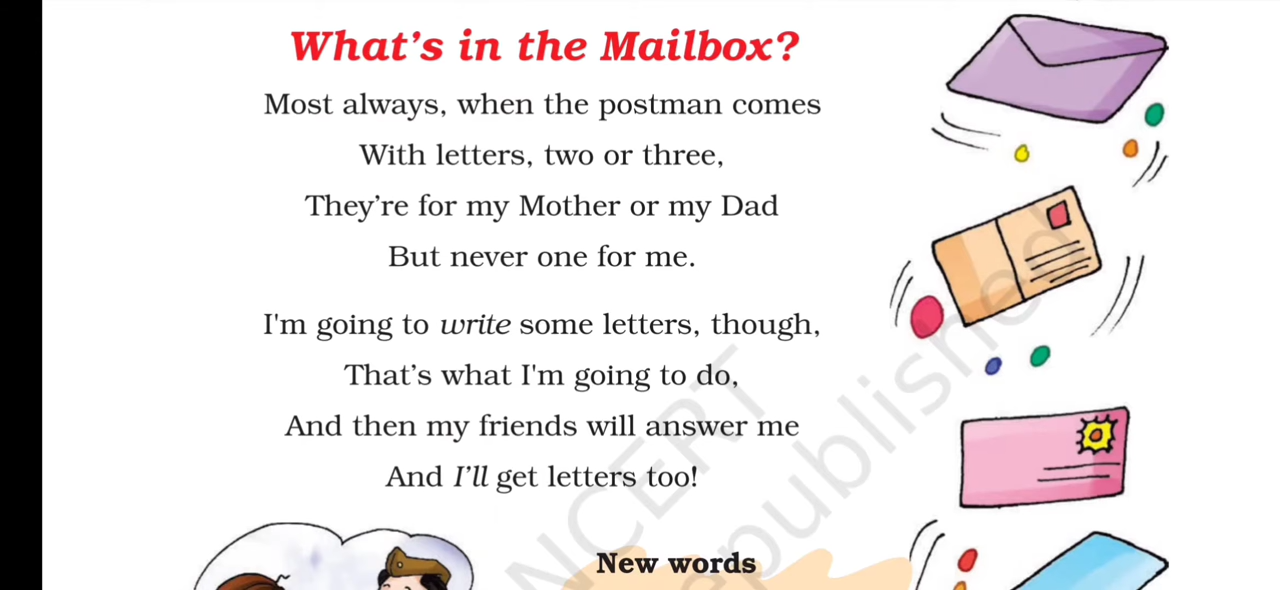 What's in the Mailbox?
Most always, when the postman comes
With letters, two or three,
They're for my Mother or my Dad
But never one for me.
I'm going to write some letters, though,
That's what I'm going to do,
And then my friends will answer me
And I'll get letters too!
New words
NCERT
republished